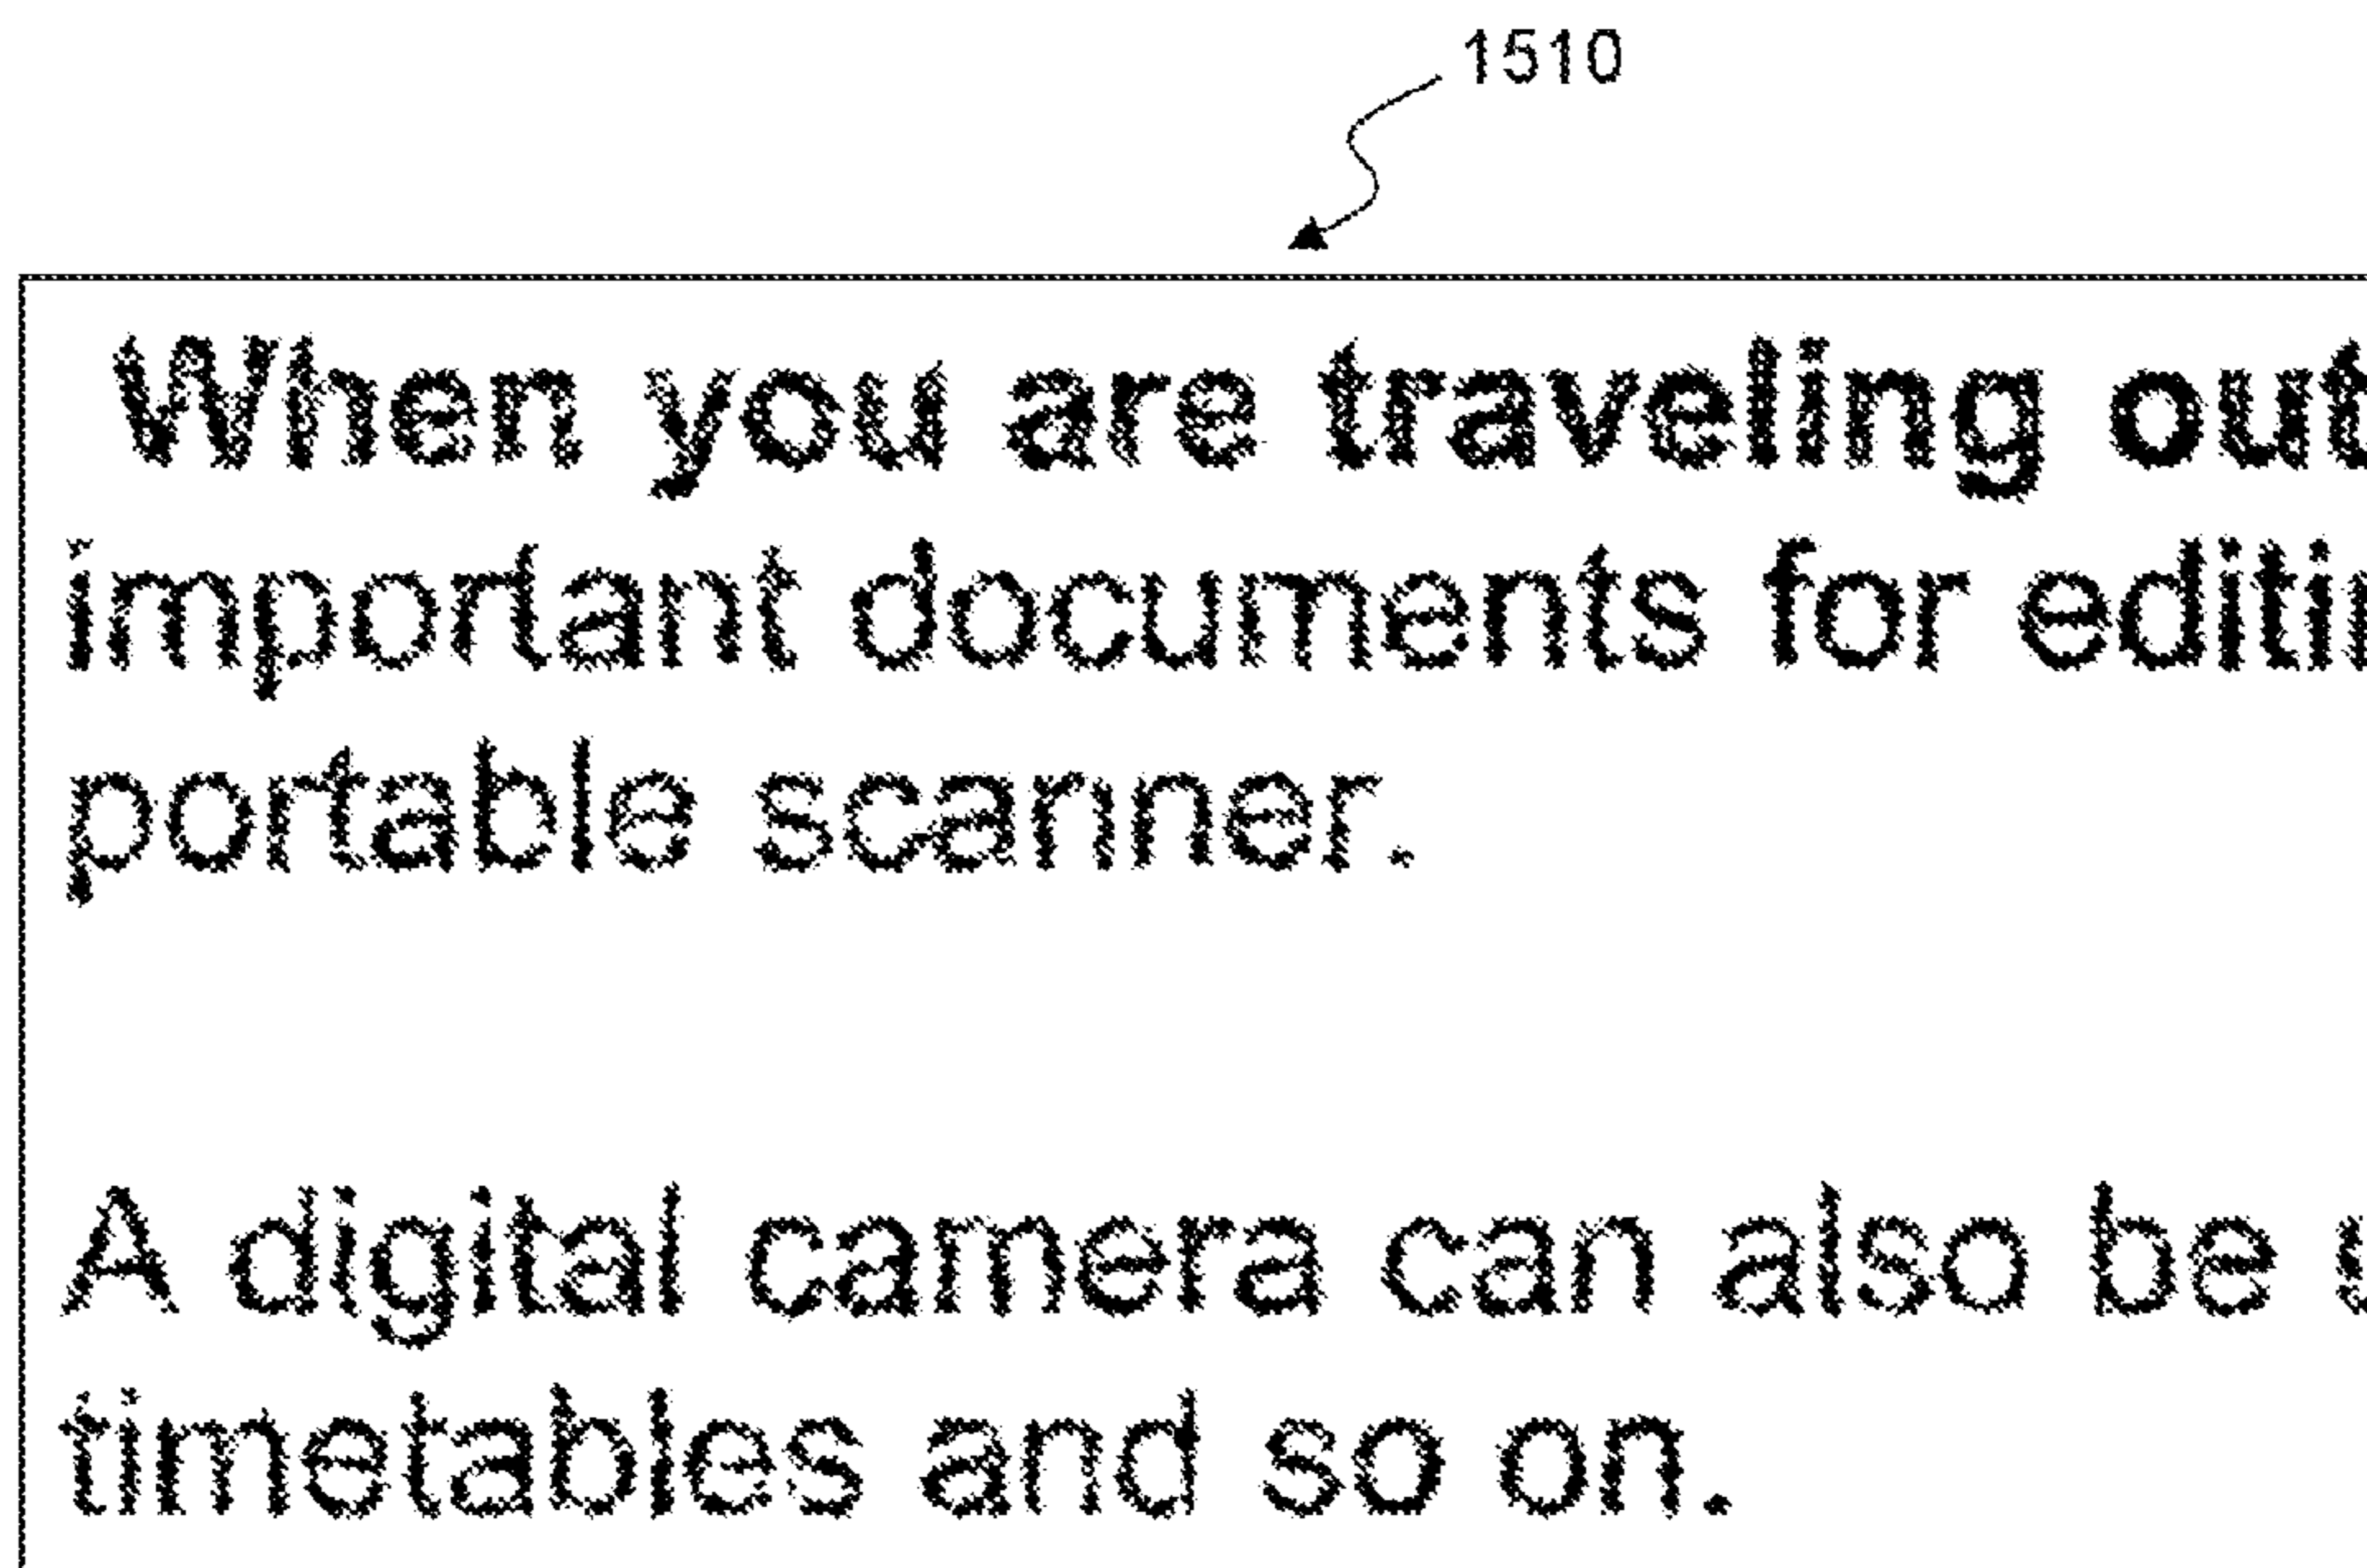 1510
When you are traveling out
important documents for
portable scanner.
A digital camera can also be
timetables and so on.